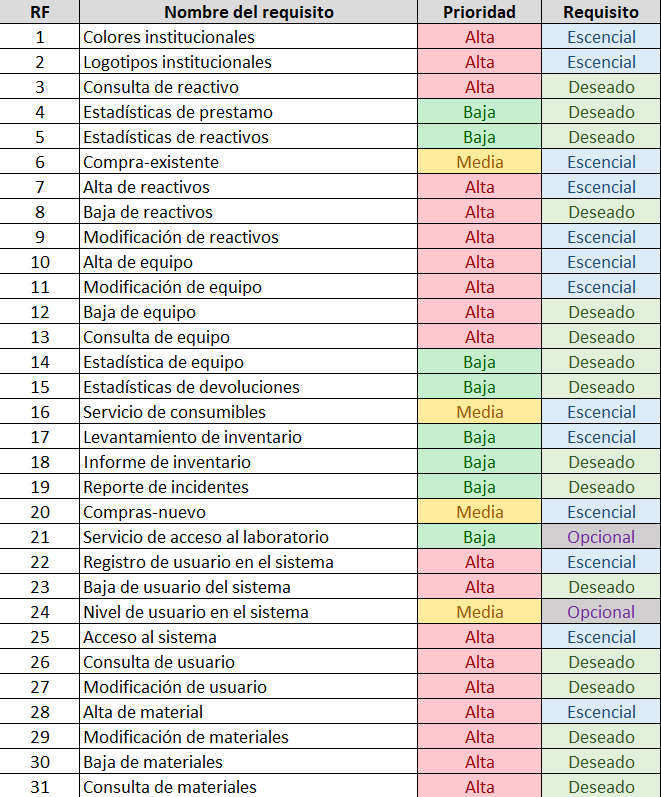 RF Nombre del requisito Prioridad Requisito
1 Colores institucionales Alta Escencial
2 Logotipos institucionales Alta Escencial
3 Consulta de reactivo Alta Deseado
4 Estadísticas de prestamo Baja Deseado
5 Estadísticas de reactivos Baja Deseado
6 Compra-existente Media Escencial
7 Alta de reactivos Alta Escencial
8 Baja de reactivos Alta Deseado
9 Modificación de reactivos Alta Escencial
10 Alta de equipo Alta Escencial
11 Modificación de equipo Alta Escencial
12 Baja de equipo Alta Deseado
13 Consulta de equipo Alta Deseado
14 Estadística de equipo Baja Deseado
15 Estadísticas de devoluciones Baja Deseado
16 Servicio de consumibles Media Escencial
17 Levantamiento de inventario Baja Escencial
18 Informe de inventario Baja Deseado
19 Reporte de incidentes Baja Deseado
20 Compras-nuevo Media Escencial
21 Servicio de acceso al laboratorio Baja Opcional
22 Registro de usuario en el sistema Alta Escencial
23 Baja de usuario del sistema Alta Deseado
24 Nivel de usuario en el sistema Media Opcional
25 Acceso al sistema Alta Escencial
26 Consulta de usuario Alta Deseado
27 Modificación de usuario Alta Deseado
28 Alta de material Alta Escencial
29 Modificación de materiales Alta Deseado
30 Baja de materiales Alta Deseado
31 Consulta de materiales Alta Deseado